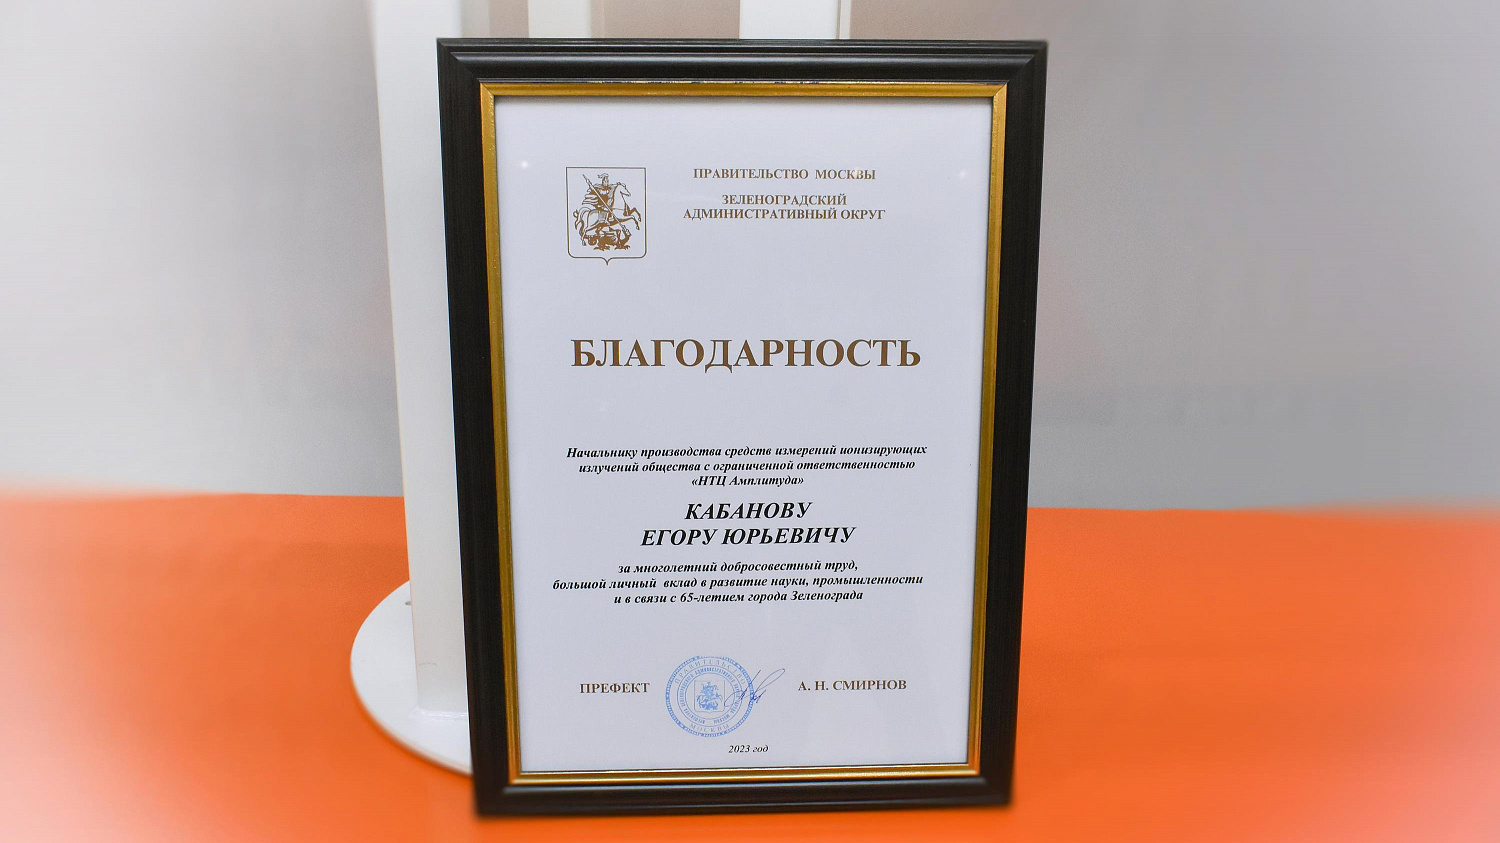 ПРАВИТЕЛЬСТВО МОСКВЫ
ЗЕЛЕНОГРАДСКИЙ
АДМИНИСТРАТИВНЫЙ ОКРУГ
БЛАГОДАРНОСТЬ
Начальнику производства средств измерений ионизирующих
излучений общества с ограниченной ответственностью
«НТЦ Амплитуда»
КАБАНОВУ
ЕГОРУ ЮРЬЕВИЧУ
за многолетний добросовестный труд,
большой личный вклад в развитие науки, промышленности
и в связи с 65-летием города Зеленограда
ПРЕФЕКТ
А. Н. СМИРНОВ
2023 год